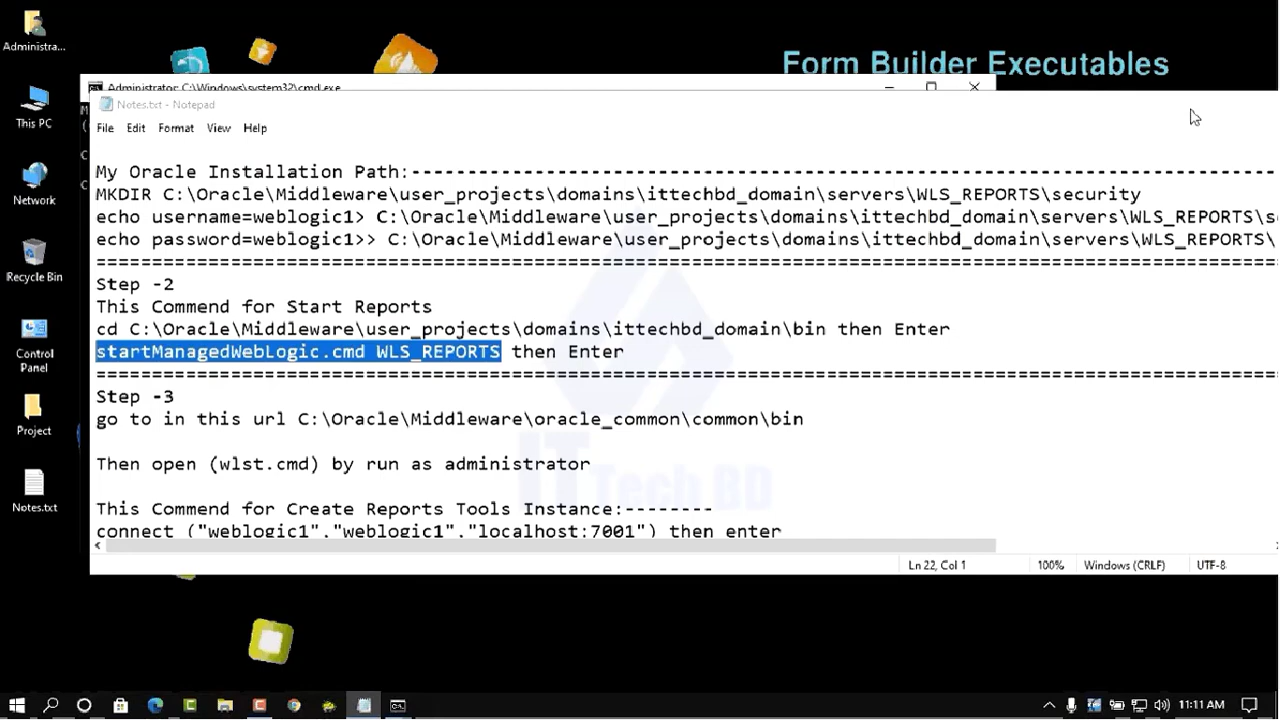 Administra...
This PC
Network
Recycle Bin
Control
Panel
Project
Notes.txt
Form Builder Executables
Administrator: C:\Windows\system32\cmd.exe
Notes.txt - Notepad
File Edit Format View Help
My Oracle Installation Path:-----------------------------------------------------------------------------
MKDIR C:\Oracle\Middleware\user_projects\domains\ittechbd_domain\servers\WLS_REPORTS\security
echo username=weblogic1> C:\Oracle\Middleware\user_projects\domains\ittechbd_domain\servers\WLS_REPORTS\s
echo password=weblogic1>> C:\Oracle\Middleware\user_projects\domains\ittechbd_domain\servers\WLS_REPORTS\
=========================================================================================================
Step -2
This Commend for Start Reports
cd C:\Oracle\Middleware\user_projects\domains\ittechbd_domain\bin then Enter
startManagedWebLogic.cmd WLS_REPORTS then Enter
=========================================================================================================
Step -3
go to in this url C:\Oracle\Middleware\oracle_common\common\bin
Then open (wlst.cmd) by run as administrator
This Commend for Create Reports Tools Instance:--------
connect ("weblogic1","weblogic1","localhost:7001") then enter
IT Tech BD
Ln 22, Col 1 100% Windows (CRLF) UTF-8
11:11 AM